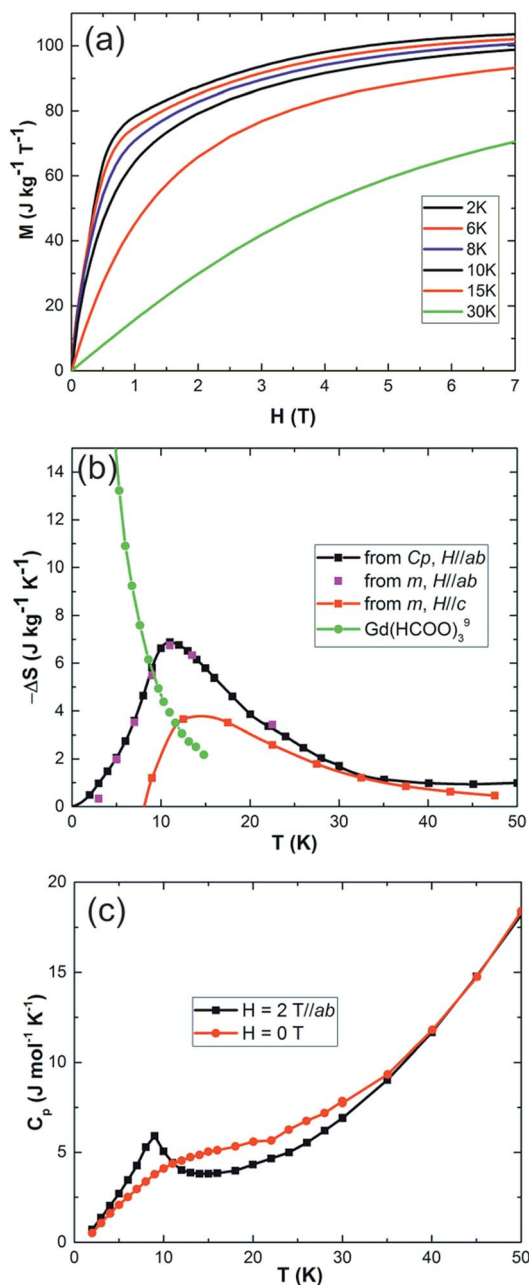 (a)
M (J kg⁻¹ T⁻¹)
100
80
60
40
20
0
2K
6K
8K
10K
15K
30K
0 1 2 3 4 5 6 7
H (T)
(b)
−ΔS (J kg⁻¹ K⁻¹)
14
12
10
8
6
4
2
0
from Cp, H//ab
from m, H//ab
from m, H//c
Gd(HCOO)₃⁹
0 10 20 30 40 50
T (K)
(c)
Cₚ (J mol⁻¹ K⁻¹)
20
15
10
5
0
H = 2 T//ab
H = 0 T
0 10 20 30 40 50
T (K)